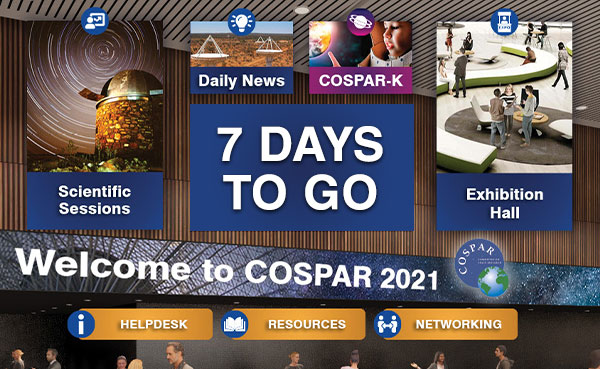 Daily News
COSPAR-K
Scientific
Sessions
7 DAYS
TO GO
Exhibition
Hall
Welcome to COSPAR 2021
COSPAR
HELPDESK
RESOURCES
NETWORKING